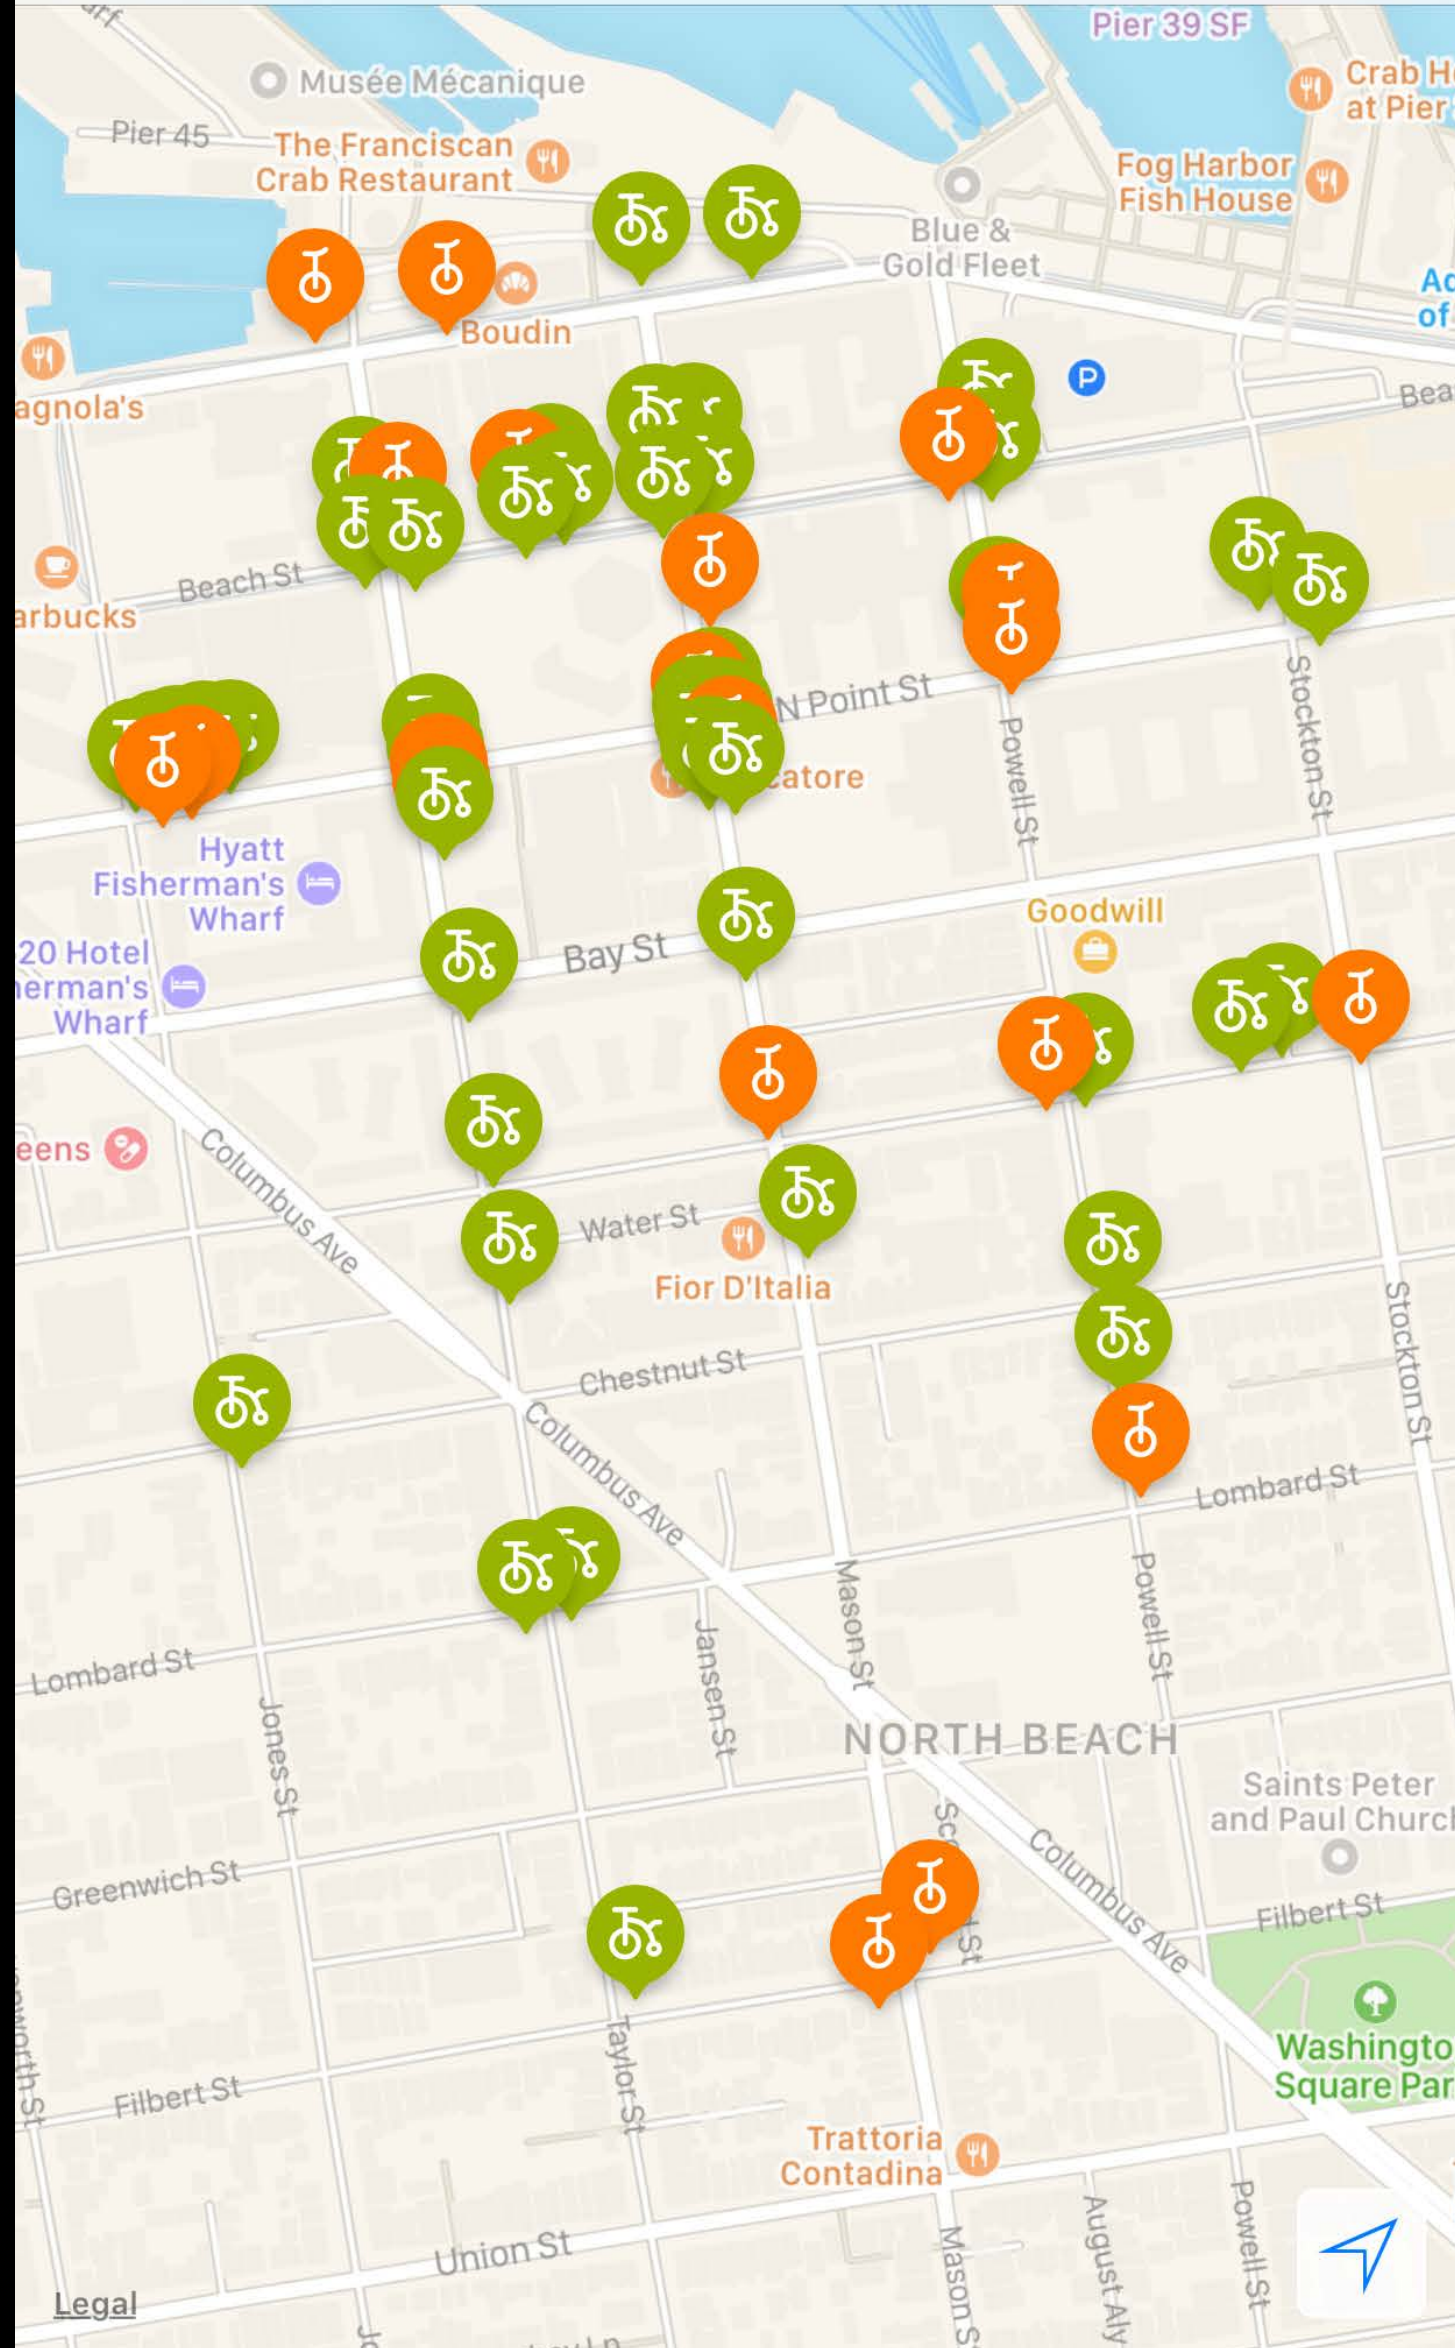 Pier 39 SF
Musée Mécanique
Crab H
at Pier
Pier 45
The Franciscan
Crab Restaurant
Fog Harbor
Fish House
Blue &
Gold Fleet
Boudin
P
agnola's
Bea
Beach St
arbucks
N Point St
Powell St
Stockton St
catore
Hyatt
Fisherman's
Wharf
Goodwill
Bay St
20 Hotel
erman's
Wharf
eens
Columbus Ave
Water St
Fior D'Italia
Chestnut St
Stockton St
Columbus Ave
Lombard St
Mason St
Powell St
Jansen St
Lombard St
Jones St
NORTH BEACH
Saints Peter
and Paul Church
Columbus Ave
Greenwich St
Filbert St
Washingto
Square Par
Taylor St
Filbert St
Trattoria
Contadina
Powell St
August Aly
Mason S
Union St
Legal